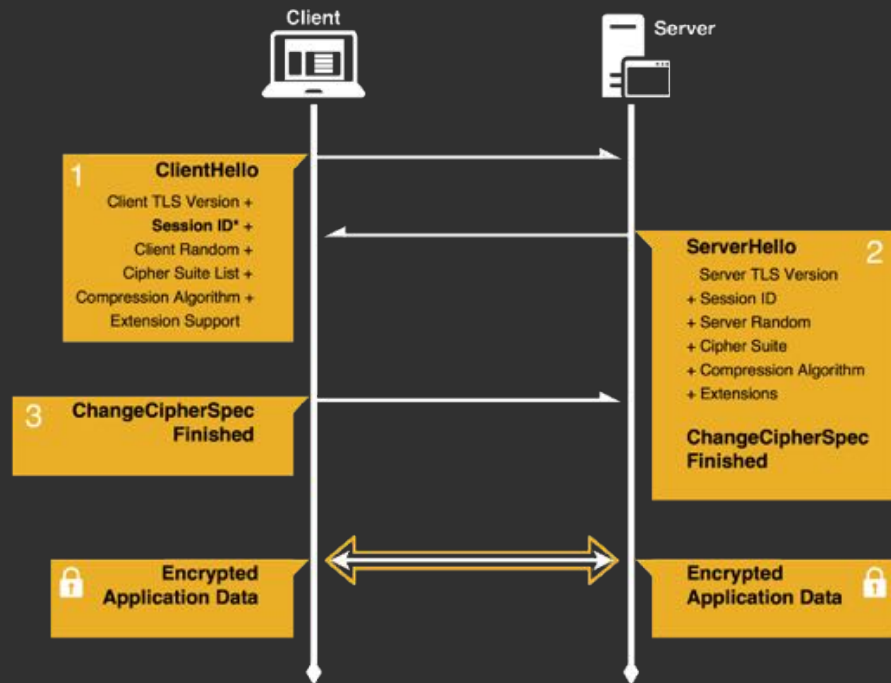 Client
Server
1
ClientHello
Client TLS Version +
Session ID* +
Client Random +
Cipher Suite List +
Compression Algorithm +
Extension Support
ServerHello
2
Server TLS Version
+ Session ID
+ Server Random
+ Cipher Suite
+ Compression Algorithm
+ Extensions
ChangeCipherSpec
Finished
3
ChangeCipherSpec
Finished
Encrypted
Application Data
Encrypted
Application Data